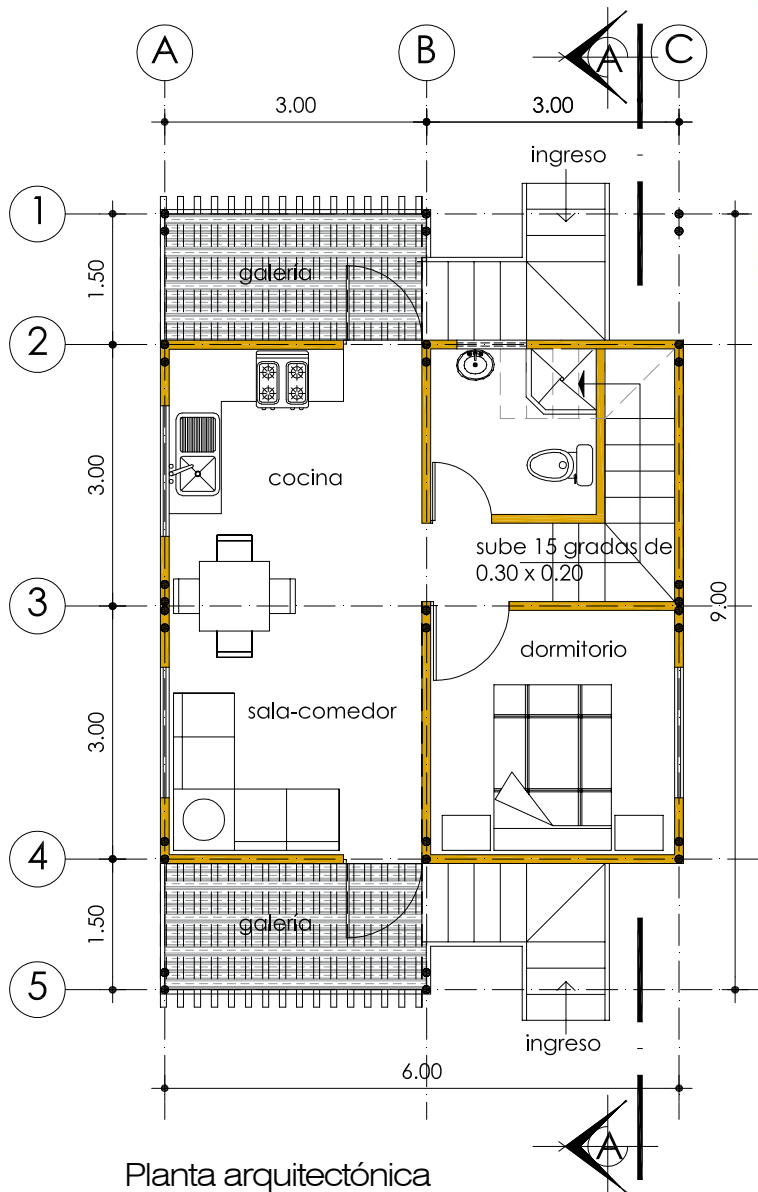 A
B
C
A
3.00
3.00
ingreso
1
1.50
galería
2
3.00
cocina
sube 15 gradas de
0.30 x 0.20
3
9.00
dormitorio
3.00
sala-comedor
4
1.50
galería
5
ingreso
6.00
A
Planta arquitectónica